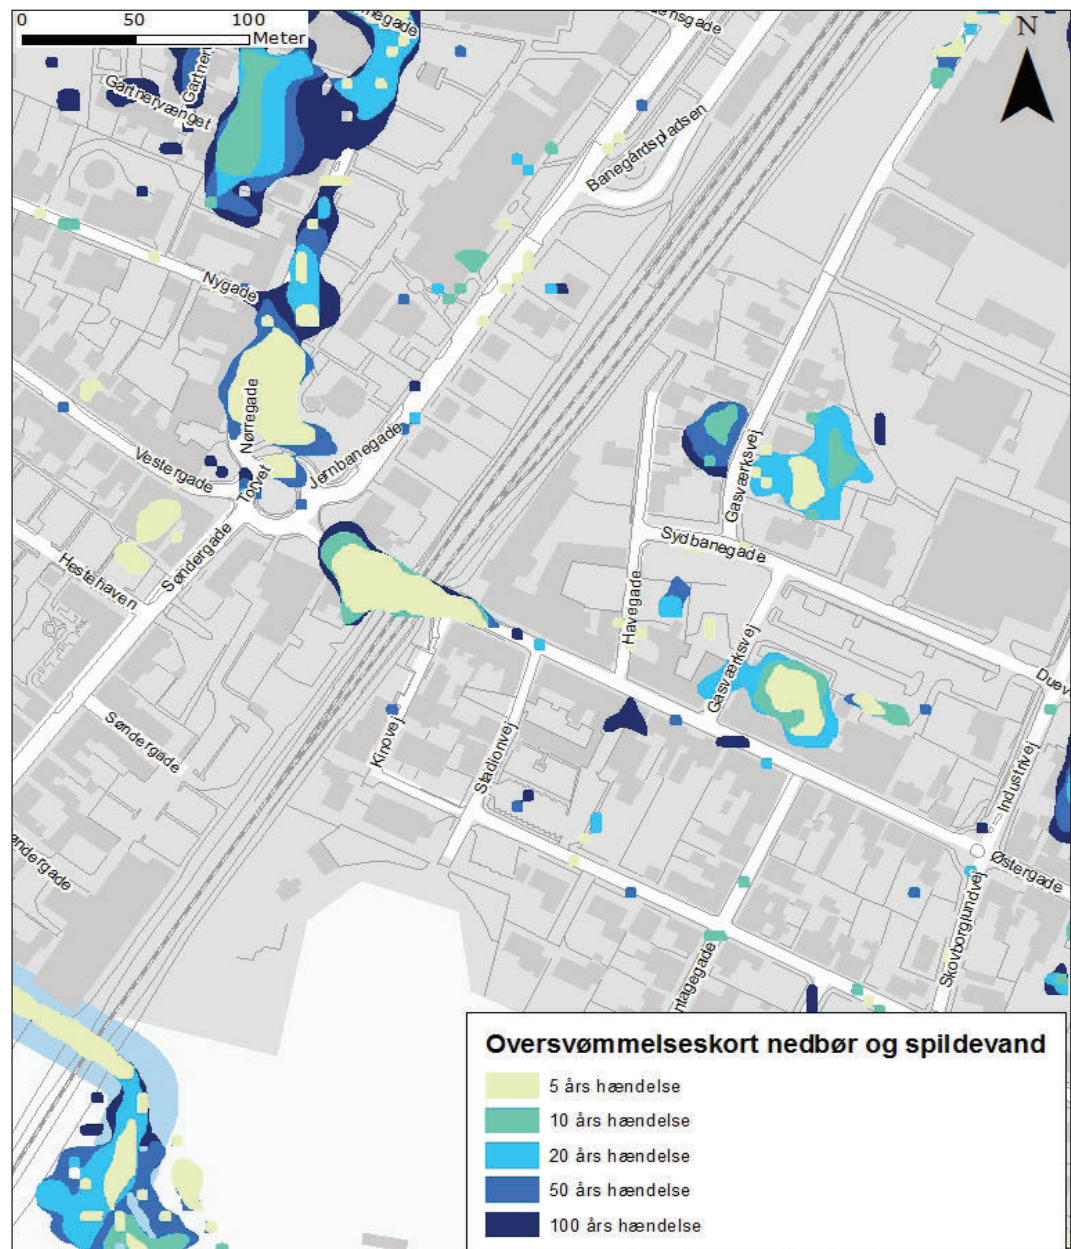 0 50 100
Meter
N
Gartnervænget
Banegårdspladsen
Nygade
Nørregade
Jernbanegade
Vestergade
Torvet
Søndergade
Hestehaven
Gasværksvej
Sydbanegade
Havegade
Gasværksvej
Kinovej
Stadionvej
Søndergade
Industrivej
Østergade
Skovborglundvej
Oversvømmelseskort nedbør og spildevand
5 års hændelse
10 års hændelse
20 års hændelse
50 års hændelse
100 års hændelse